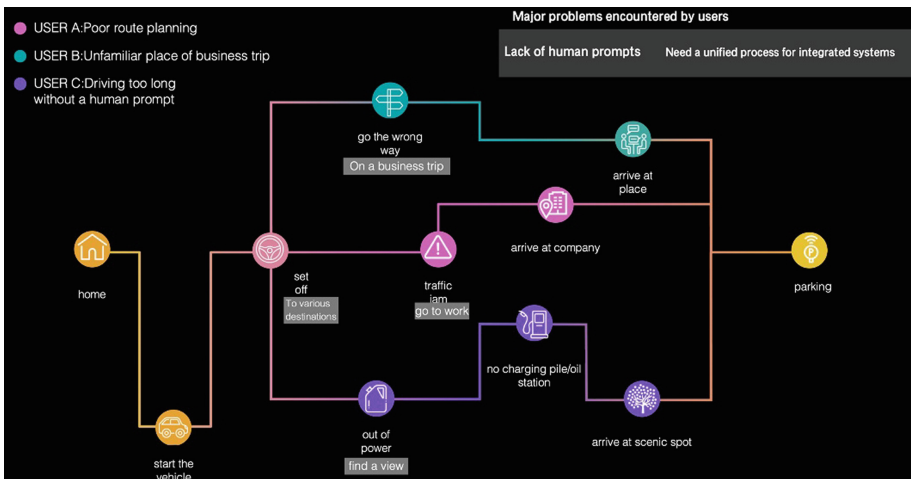 USER A:Poor route planning
USER B:Unfamiliar place of business trip
USER C:Driving too long
without a human prompt
Major problems encountered by users
Lack of human prompts
Need a unified process for integrated systems
go the wrong
way
On a business trip
arrive at
place
arrive at company
home
set
off
To various
destinations
traffic
jam
go to work
parking
no charging pile/oil
station
out of
power
find a view
arrive at scenic spot
start the
vehicle